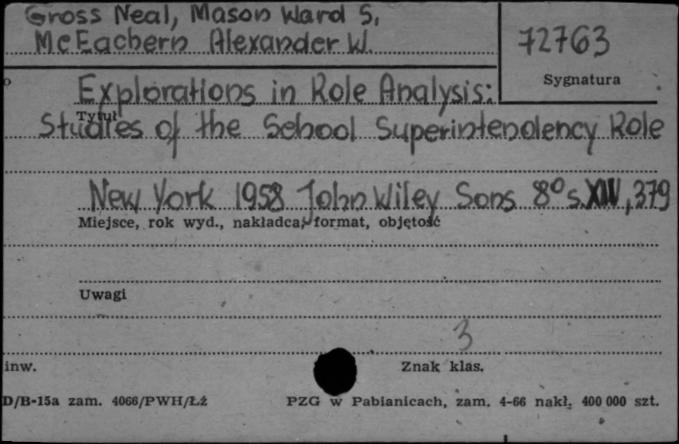 Gross Neal, Mason Ward S,
McEachern Alexander W.
72763
Sygnatura
Explorations in Role Analysis:
Tytuł
Studies of the School Superintendency Role
New York 1958 John Wiley Sons 8° s. XIV, 379
Miejsce, rok wyd., nakładca, format, objętość
Uwagi
3
inw.
Znak klas.
D/B-15a zam. 4066/PWH/Łż
PZG w Pabianicach, zam. 4-66 nakł. 400 000 szt.